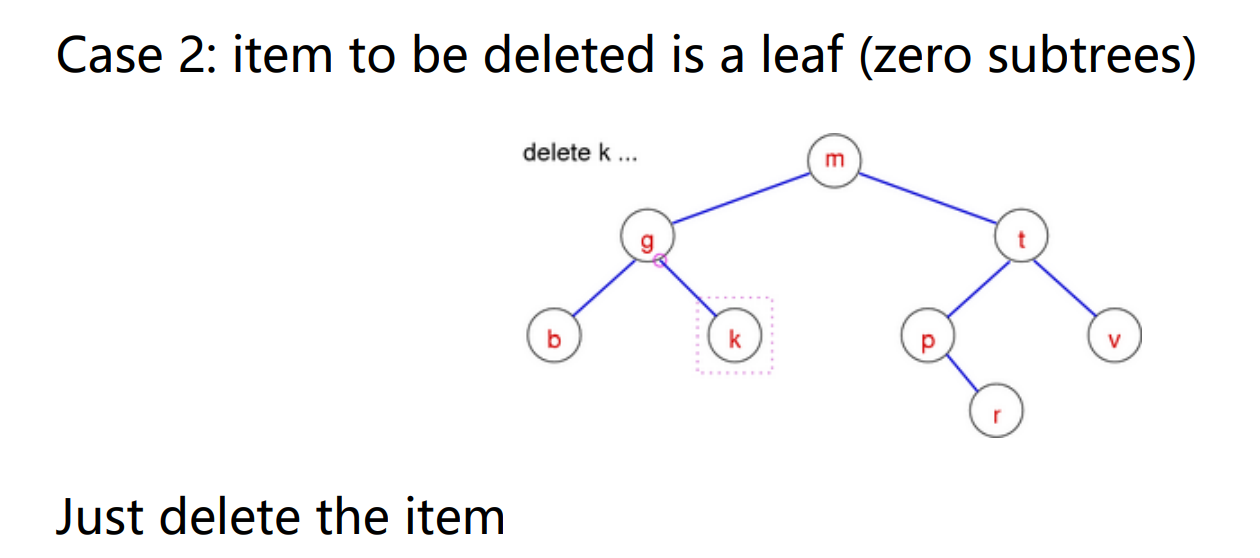 Case 2: item to be deleted is a leaf (zero subtrees)
delete k ...
m
g
t
b
k
p
v
r
Just delete the item